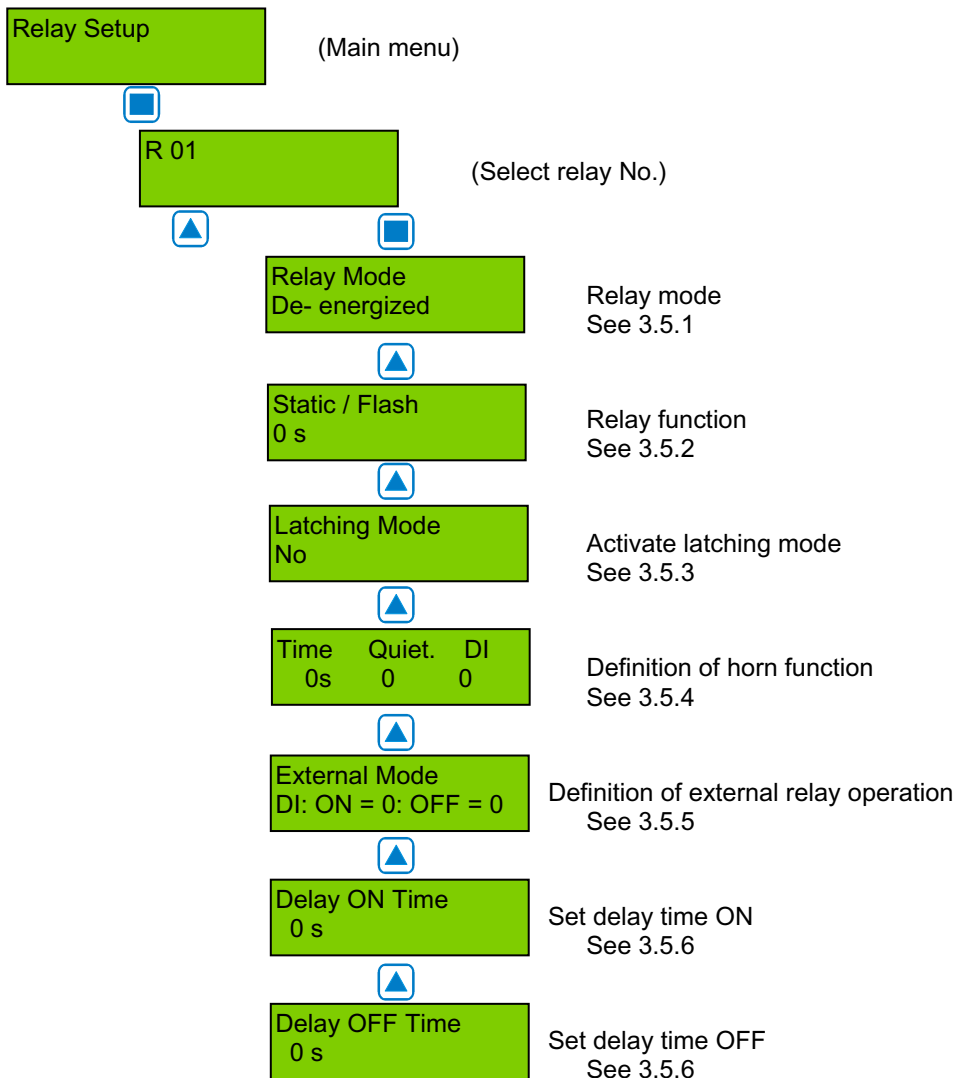 Relay Setup
(Main menu)
R 01
(Select relay No.)
Relay Mode
De- energized
Relay mode
See 3.5.1
Static / Flash
0 s
Relay function
See 3.5.2
Latching Mode
No
Activate latching mode
See 3.5.3
Time Quiet. DI
0s 0 0
Definition of horn function
See 3.5.4
External Mode
DI: ON = 0: OFF = 0
Definition of external relay operation
See 3.5.5
Delay ON Time
0 s
Set delay time ON
See 3.5.6
Delay OFF Time
0 s
Set delay time OFF
See 3.5.6